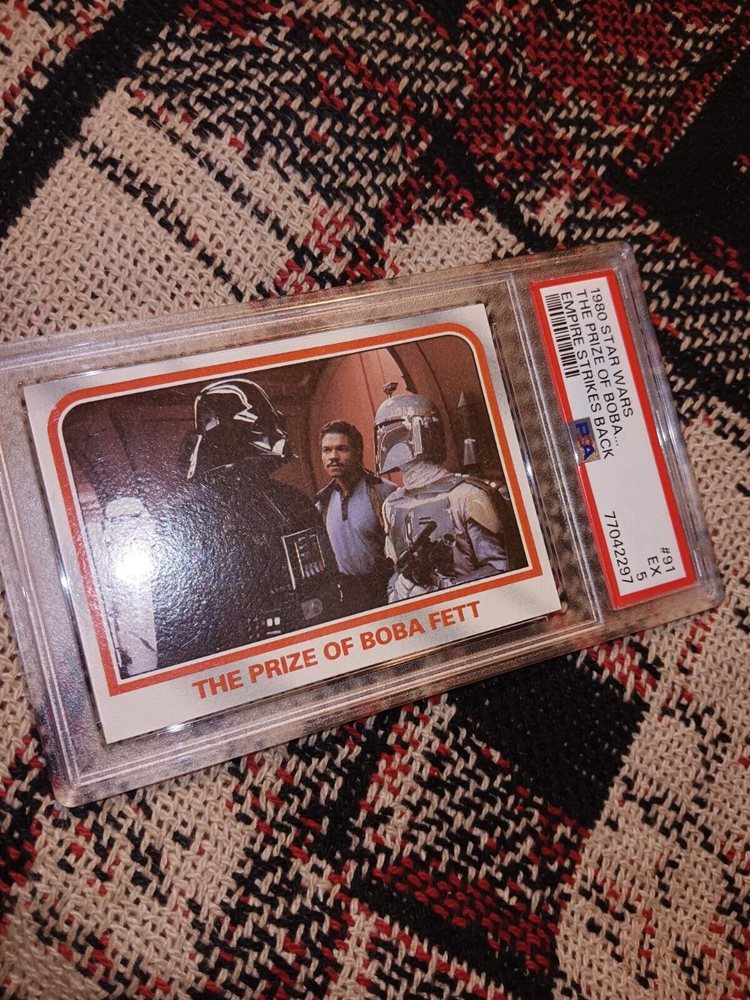 THE PRIZE OF BOBA FETT
1980 STAR WARS
THE PRIZE OF BOBA...
EMPIRE STRIKES BACK
PSA
#91
EX
5
77042297